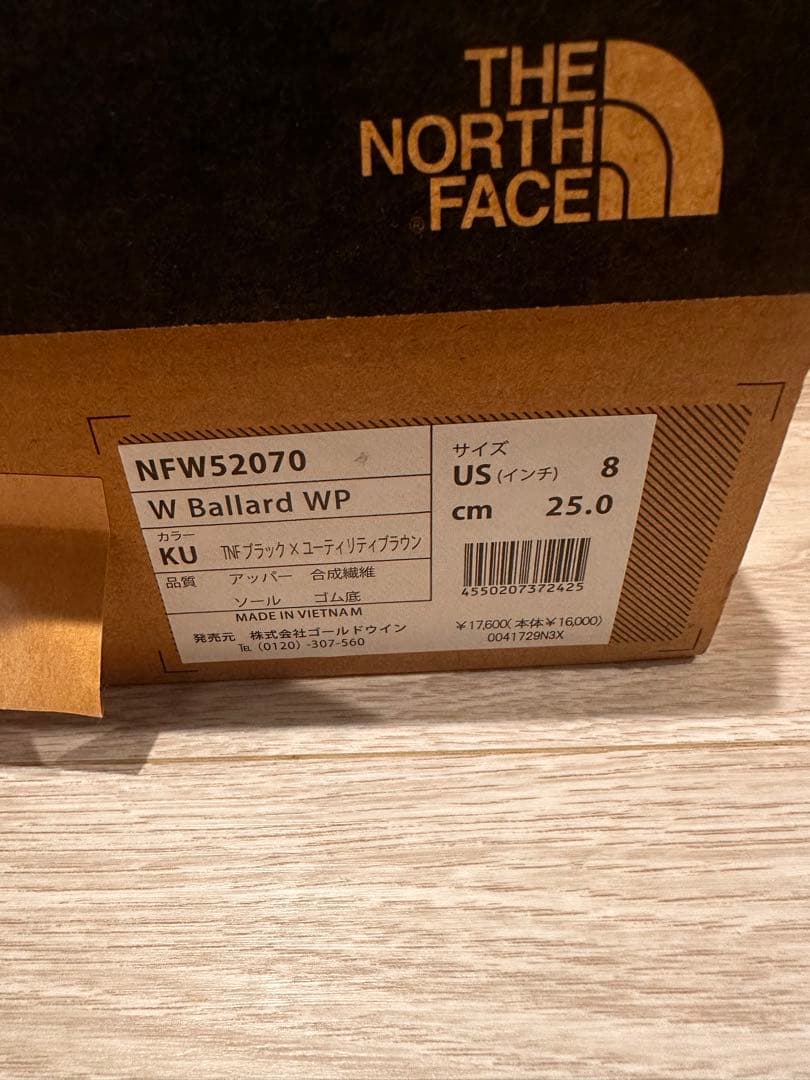 THE
NORTH
FACE
®
NFW52070
W Ballard WP
カラー
KU TNFブラック×ユーティリティブラウン
品質 アッパー 合成繊維
ソール ゴム底
MADE IN VIETNAM
発売元 株式会社ゴールドウイン
℡ (0120) -307-560
サイズ
US (インチ) 8
cm 25.0
4550207372425
¥17,600(本体¥16,000)
0041729N3X